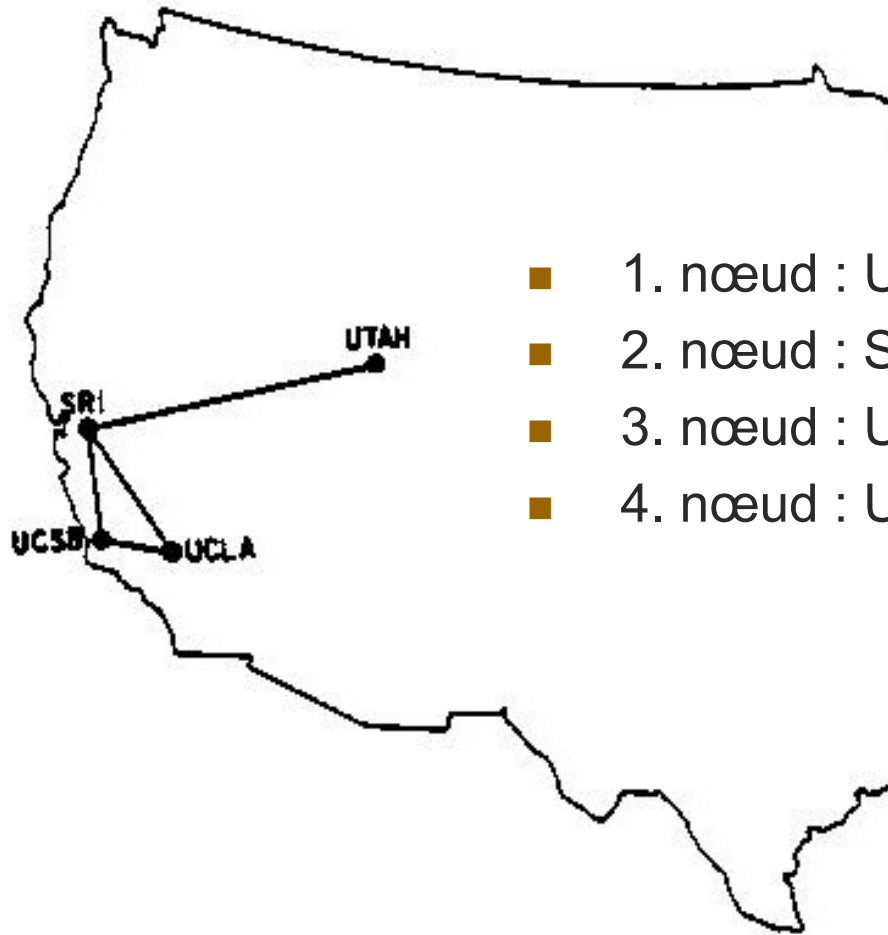 UTAH
SRI
UCSB
UCLA
1. nœud : U
2. nœud : S
3. nœud : U
4. nœud : U